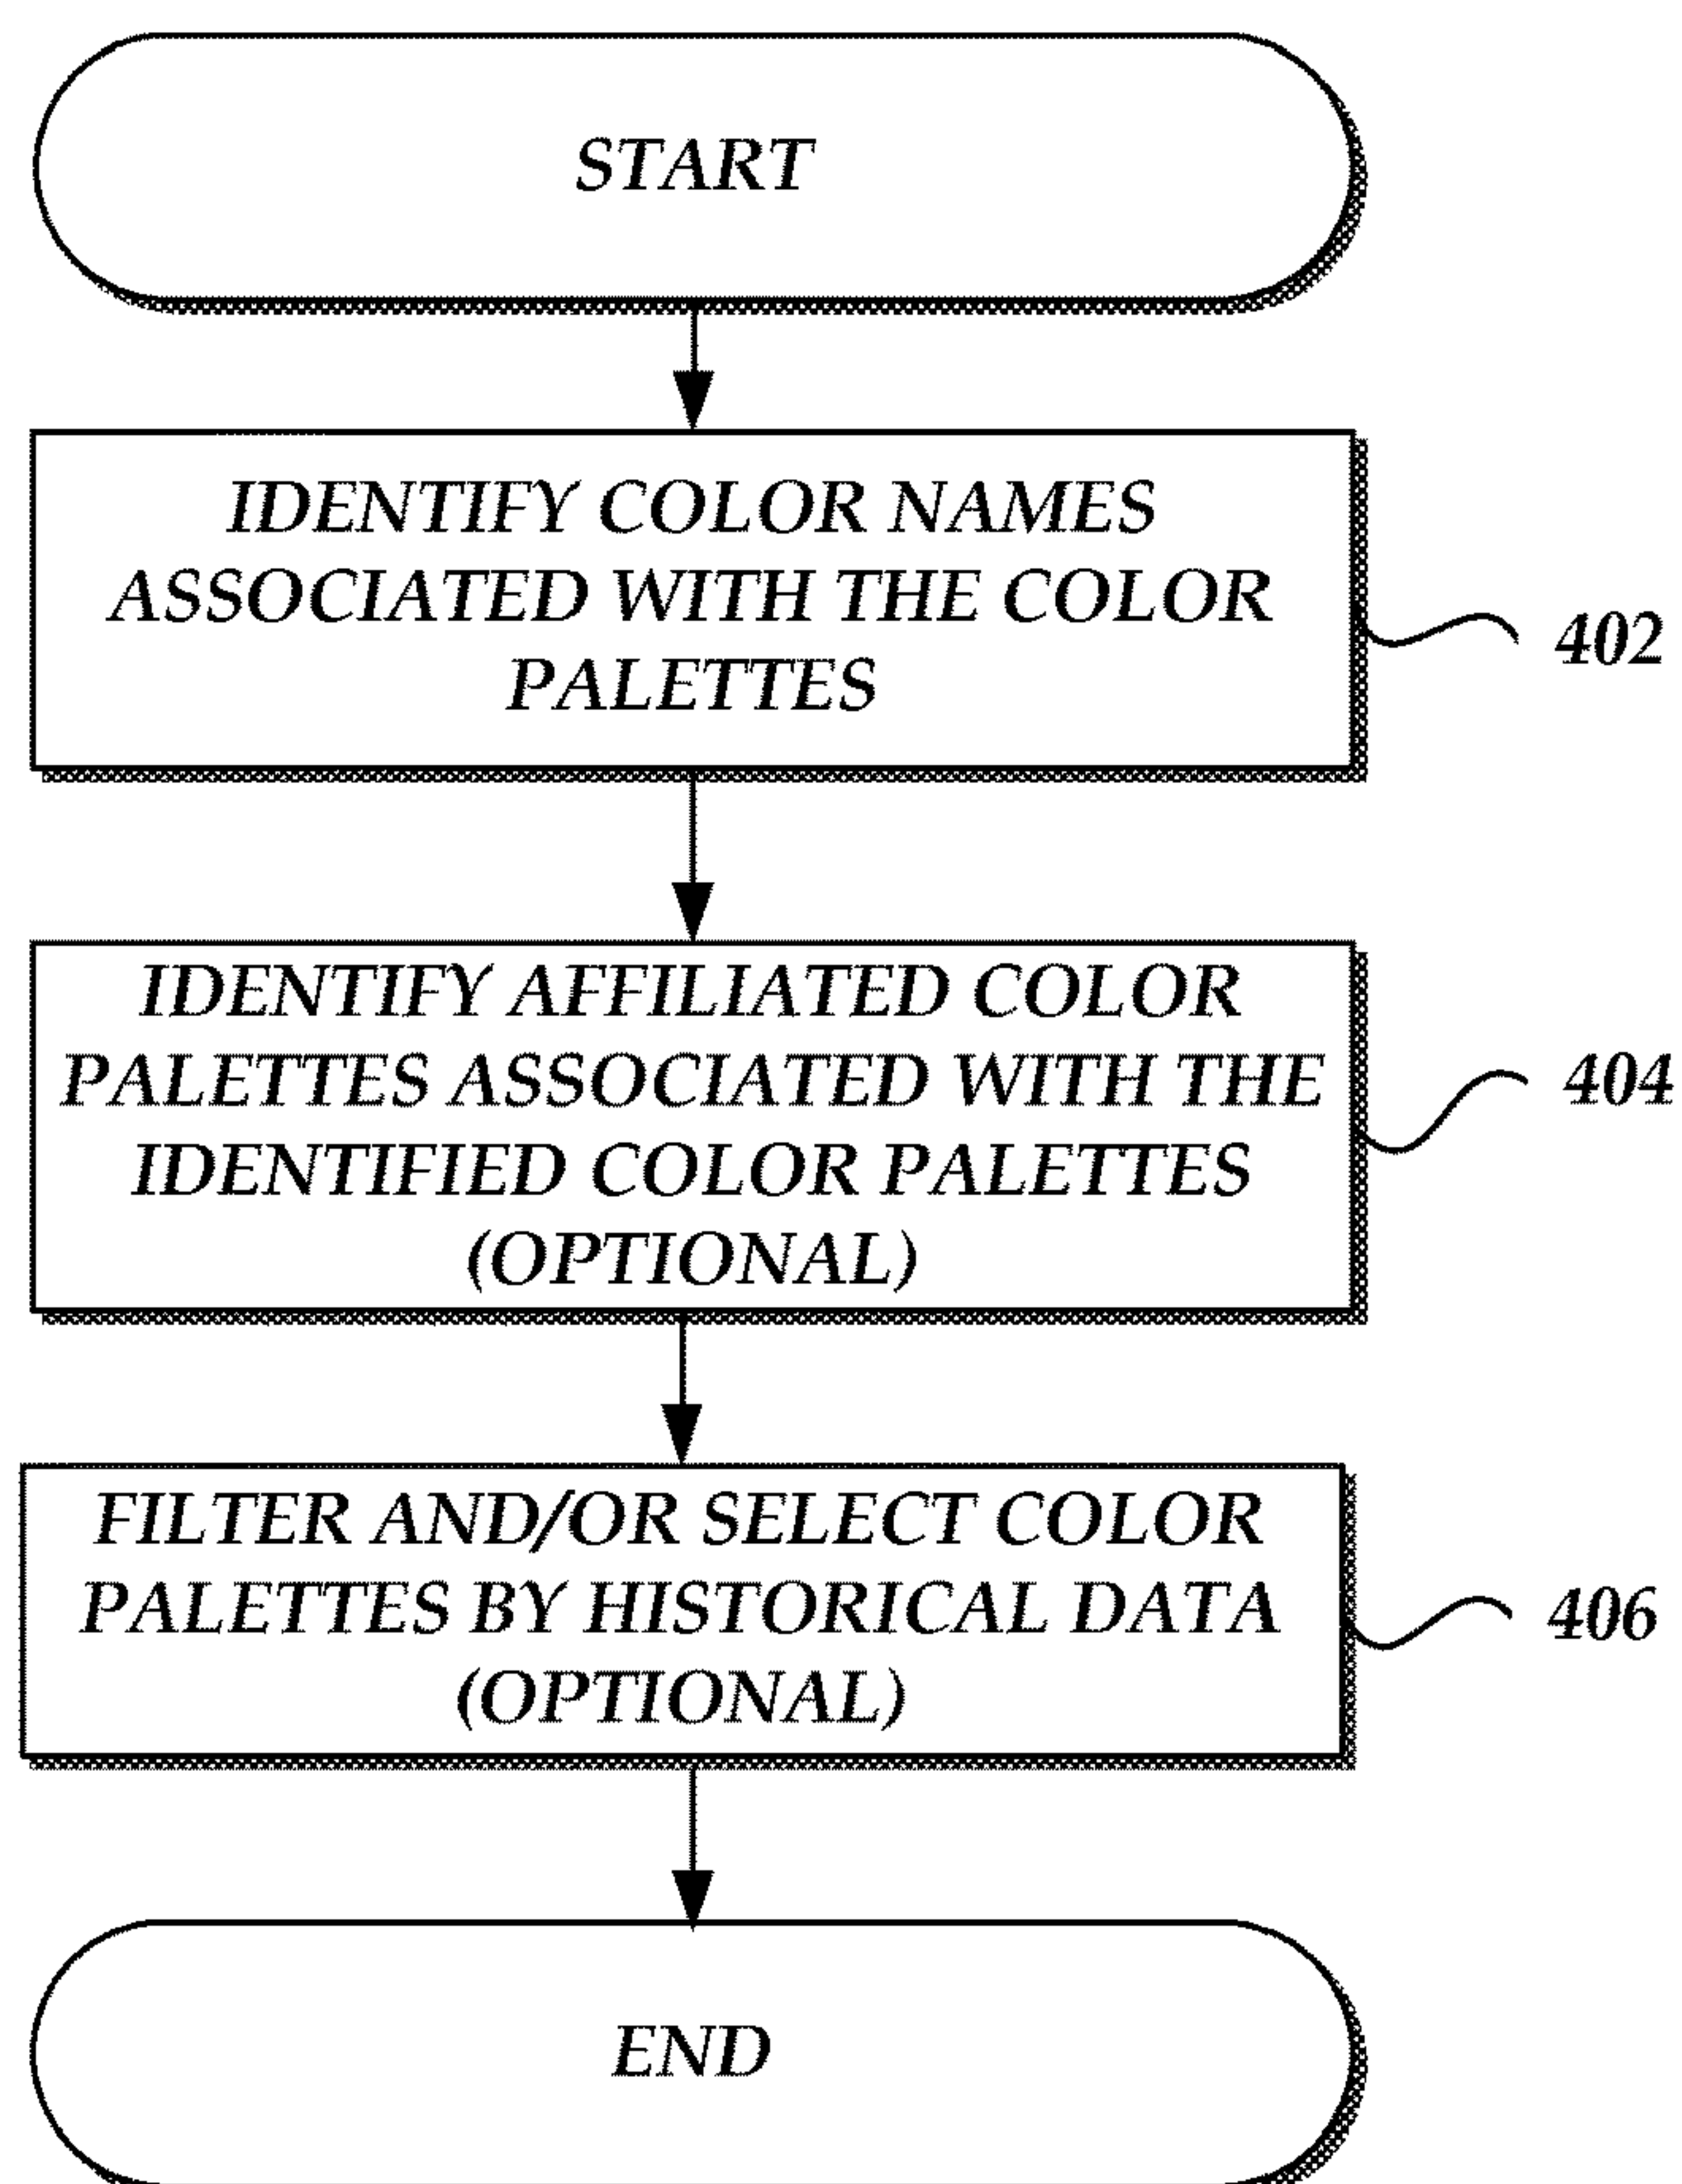 START
IDENTIFY COLOR NAMES
ASSOCIATED WITH THE COLOR
PALETTES
402
IDENTIFY AFFILIATED COLOR
PALETTES ASSOCIATED WITH THE
IDENTIFIED COLOR PALETTES
(OPTIONAL)
404
FILTER AND/OR SELECT COLOR
PALETTES BY HISTORICAL DATA
(OPTIONAL)
406
END